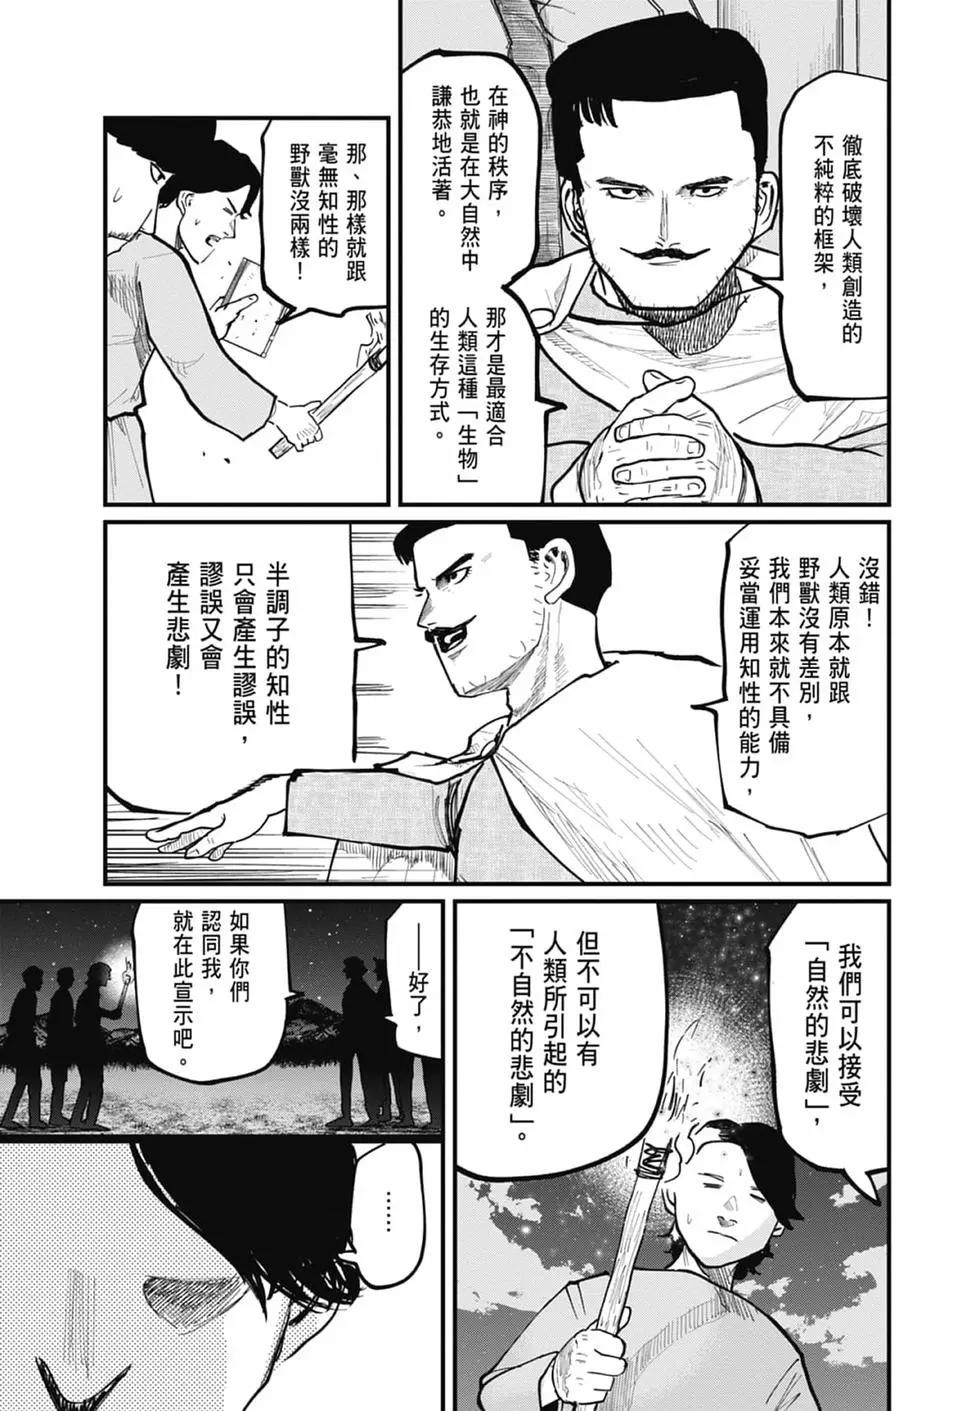 徹底破壞人類創造的
不純粹的框架，
在神的秩序，
也就是在大自然中
謙恭地活著。
那才是最適合
人類這種「生物」
的生存方式。
那、那樣就跟
毫無知性的
野獸沒兩樣！
沒錯！
人類原本就跟
野獸沒有差別，
我們本來就不具備
妥當運用知性的能力，
半調子的知性
只會產生謬誤，
謬誤又會
產生悲劇！
我們可以接受
「自然的悲劇」，
但不可以有
人類所引起的
「不自然的悲劇」。
——好了，
如果你們
認同我，
就在此宣示吧。
……